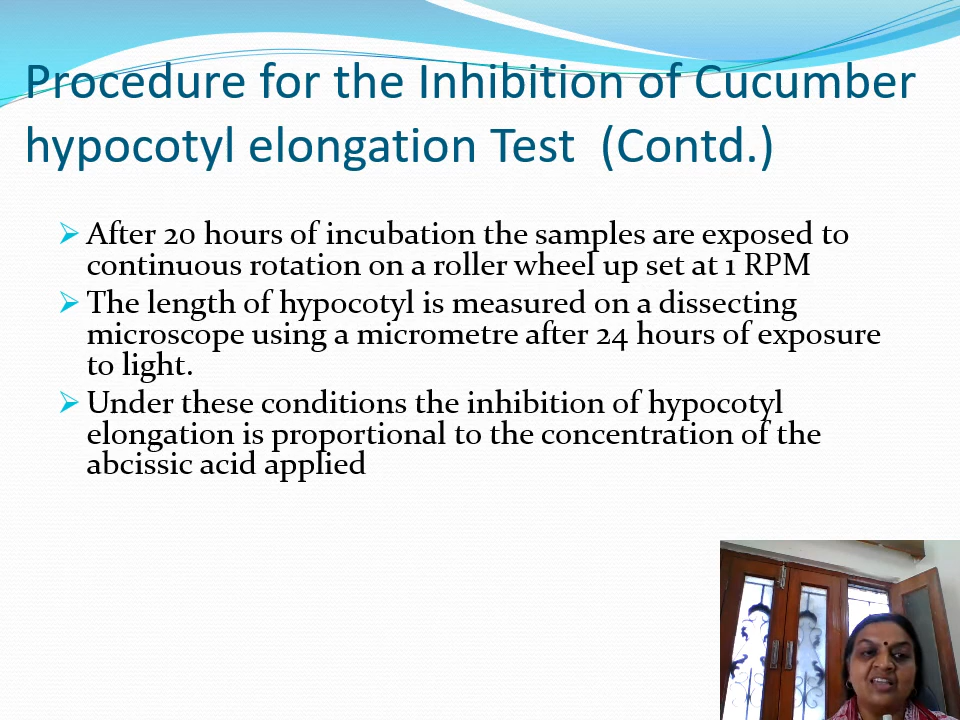 Procedure for the Inhibition of Cucumber
hypocotyl elongation Test (Contd.)
After 20 hours of incubation the samples are exposed to
continuous rotation on a roller wheel up set at 1 RPM
The length of hypocotyl is measured on a dissecting
microscope using a micrometre after 24 hours of exposure
to light.
Under these conditions the inhibition of hypocotyl
elongation is proportional to the concentration of the
abcissic acid applied